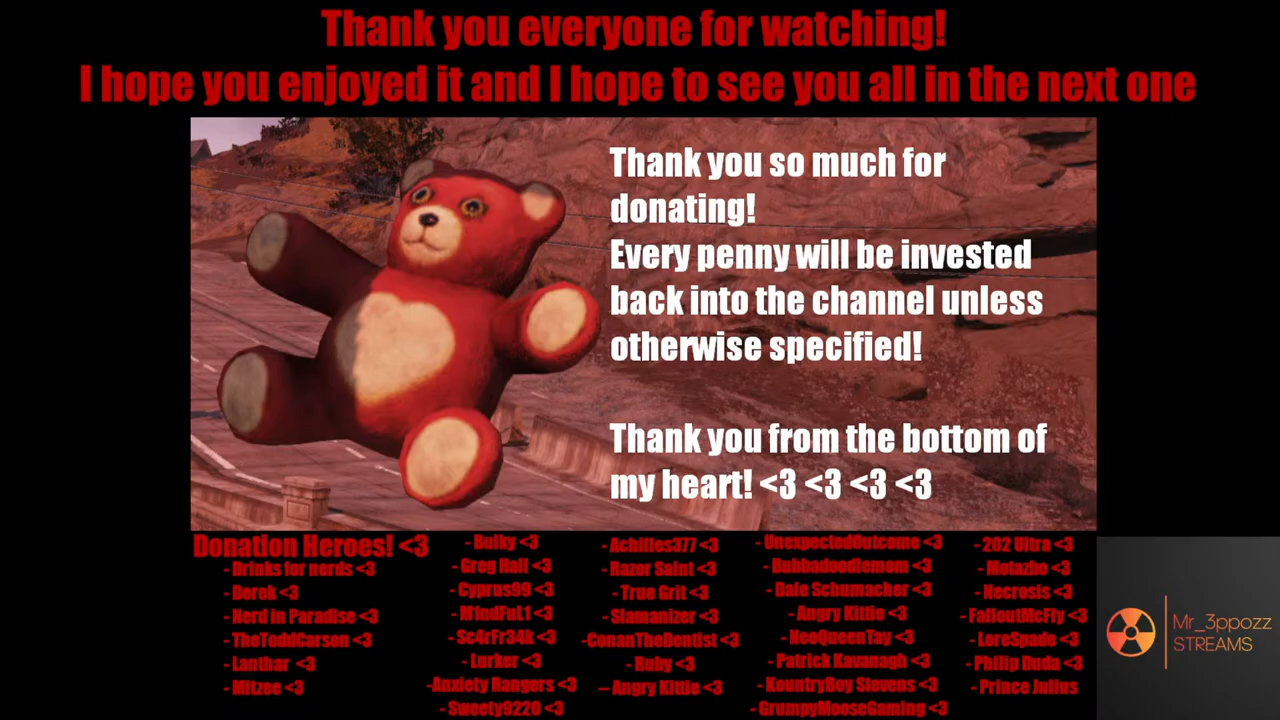 Thank you everyone for watching!
I hope you enjoyed it and I hope to see you all in the next one
Thank you so much for
donating!
Every penny will be invested
back into the channel unless
otherwise specified!
Thank you from the bottom of
my heart! <3 <3 <3 <3
Donation Heroes! <3
- Drinks for nerds <3
- Derek <3
- Nerd in Paradise <3
- TheToddCarson <3
- Lanthar <3
- Mitzee <3
- Bulky <3
- Greg Hall <3
- Cyprus99 <3
- M1ndFuL1 <3
- Sc4rFr34k <3
- Lurker <3
-Anxiety Rangers <3
- Sweety9220 <3
- Achilles377 <3
- Razor Saint <3
- True Grit <3
- Slamanizer <3
-ConanTheDentist <3
- Ruby <3
-- Angry Kittie <3
- UnexpectedOutcome <3
- Bubbadoodlemom <3
- Dale Schumacher <3
- Angry Kittie <3
- NeoQueenTay <3
- Patrick Kavanagh <3
- KountryBoy Stevens <3
- GrumpyMooseGaming <3
- 202 Ultra <3
- Motazbo <3
- Necrosis <3
- FalloutMcFly <3
- LoreSpade <3
- Philip Duda <3
- Prince Julius
Mr_3ppozz
STREAMS